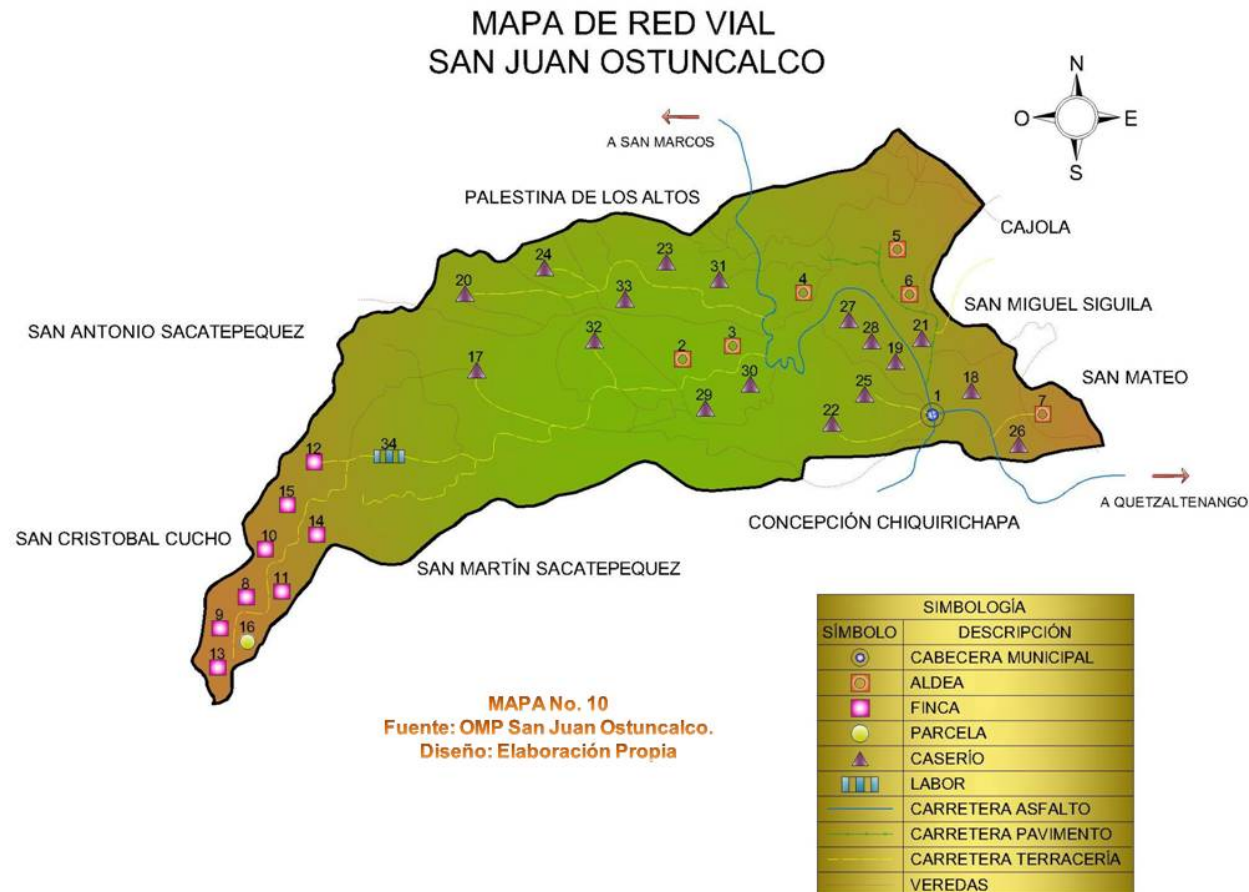 MAPA DE RED VIAL
SAN JUAN OSTUNCALCO
N
O
E
S
A SAN MARCOS
PALESTINA DE LOS ALTOS
CAJOLA
SAN MIGUEL SIGUILA
SAN MATEO
SAN ANTONIO SACATEPEQUEZ
SAN CRISTOBAL CUCHO
SAN MARTÍN SACATEPEQUEZ
CONCEPCIÓN CHIQUIRICHAPA
A QUETZALTENANGO
5
23
24
31
4
6
20
33
27
21
28
32
3
2
19
17
30
18
25
1
29
7
22
26
12
34
15
14
10
8
11
9
16
13
MAPA No. 10
Fuente: OMP San Juan Ostuncalco.
Diseño: Elaboración Propia
SIMBOLOGÍA
SÍMBOLO DESCRIPCIÓN
CABECERA MUNICIPAL
ALDEA
FINCA
PARCELA
CASERÍO
LABOR
CARRETERA ASFALTO
CARRETERA PAVIMENTO
CARRETERA TERRACERÍA
VEREDAS